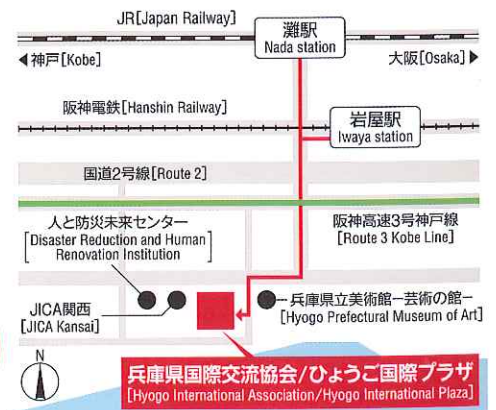 JR[Japan Railway]
灘駅
Nada station
◀神戸[Kobe]
大阪[Osaka]▶
阪神電鉄[Hanshin Railway]
岩屋駅
Iwaya station
国道2号線[Route 2]
人と防災未来センター
[Disaster Reduction and Human
Renovation Institution]
阪神高速3号神戸線
[Route 3 Kobe Line]
JICA関西
[JICA Kansai]
兵庫県立美術館ー芸術の館ー
[Hyogo Prefectural Museum of Art]
N
兵庫県国際交流協会/ひょうご国際プラザ
[Hyogo International Association/Hyogo International Plaza]